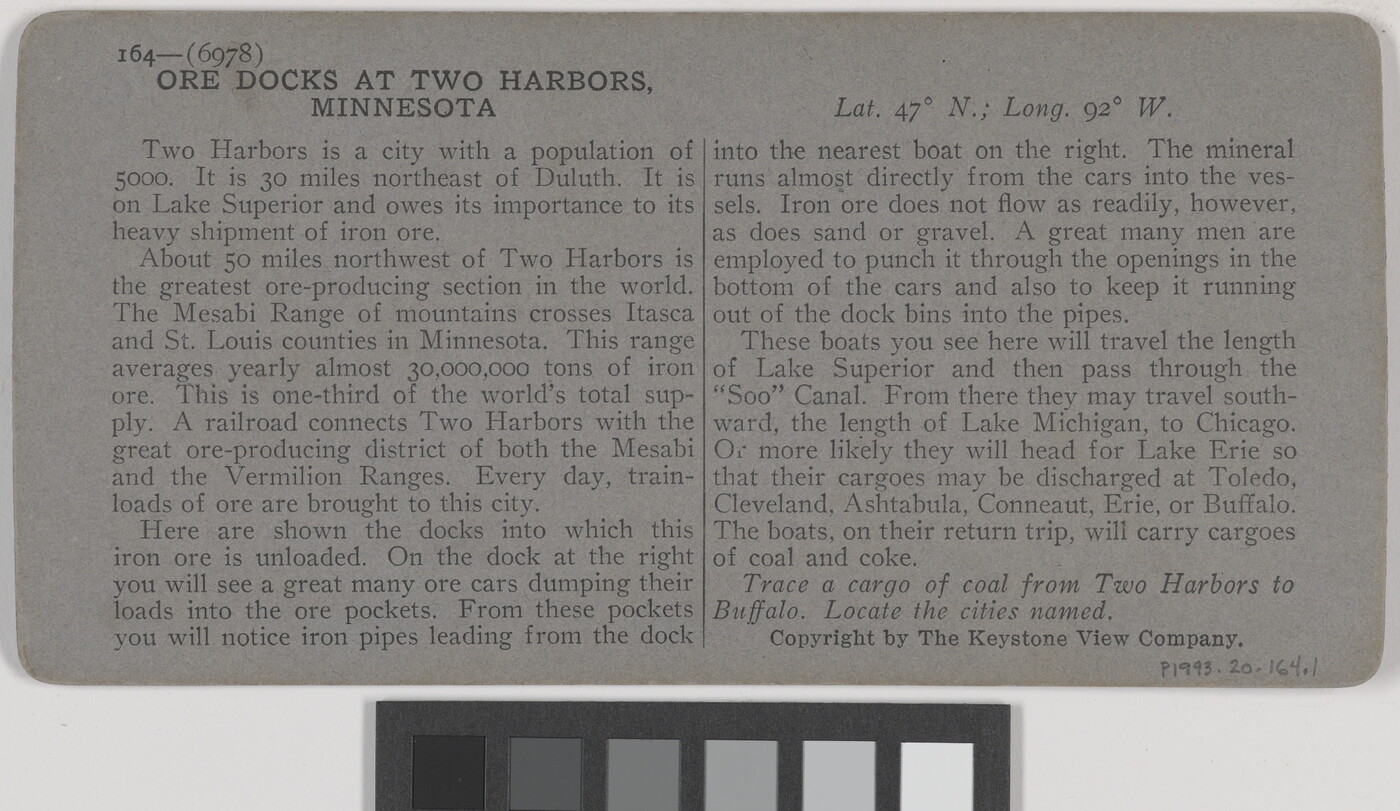 164—(6978)
ORE DOCKS AT TWO HARBORS,
MINNESOTA
Lat. 47° N.; Long. 92° W.
Two Harbors is a city with a population of
5000. It is 30 miles northeast of Duluth. It is
on Lake Superior and owes its importance to its
heavy shipment of iron ore.
About 50 miles northwest of Two Harbors is
the greatest ore-producing section in the world.
The Mesabi Range of mountains crosses Itasca
and St. Louis counties in Minnesota. This range
averages yearly almost 30,000,000 tons of iron
ore. This is one-third of the world's total sup-
ply. A railroad connects Two Harbors with the
great ore-producing district of both the Mesabi
and the Vermilion Ranges. Every day, train-
loads of ore are brought to this city.
Here are shown the docks into which this
iron ore is unloaded. On the dock at the right
you will see a great many ore cars dumping their
loads into the ore pockets. From these pockets
you will notice iron pipes leading from the dock
into the nearest boat on the right. The mineral
runs almost directly from the cars into the ves-
sels. Iron ore does not flow as readily, however,
as does sand or gravel. A great many men are
employed to punch it through the openings in the
bottom of the cars and also to keep it running
out of the dock bins into the pipes.
These boats you see here will travel the length
of Lake Superior and then pass through the
"Soo" Canal. From there they may travel south-
ward, the length of Lake Michigan, to Chicago.
Or more likely they will head for Lake Erie so
that their cargoes may be discharged at Toledo,
Cleveland, Ashtabula, Conneaut, Erie, or Buffalo.
The boats, on their return trip, will carry cargoes
of coal and coke.
Trace a cargo of coal from Two Harbors to
Buffalo. Locate the cities named.
Copyright by The Keystone View Company.
P1993.20-164.1